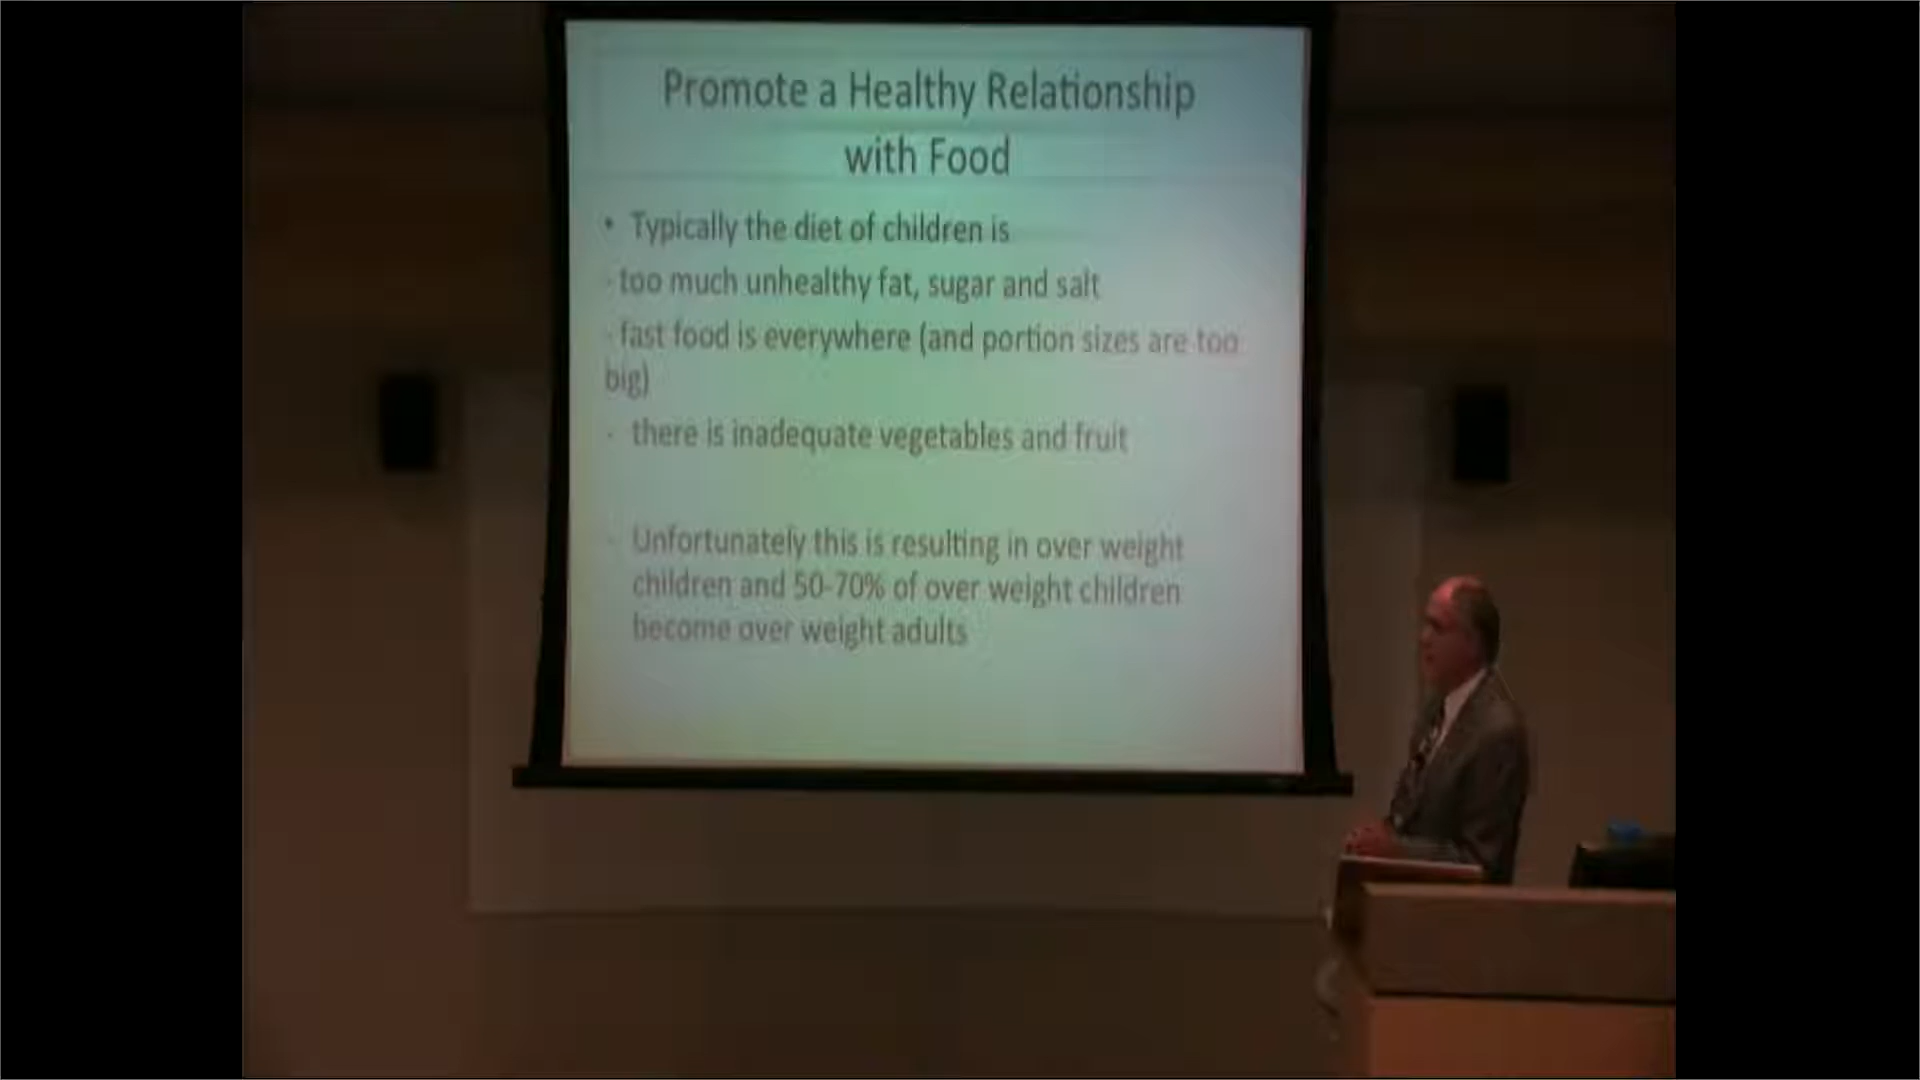 Promote a Healthy Relationship
with Food
• Typically the diet of children is
- too much unhealthy fat, sugar and salt
- fast food is everywhere (and portion sizes are too
big)
- there is inadequate vegetables and fruit
- Unfortunately this is resulting in over weight
children and 50-70% of over weight children
become over weight adults